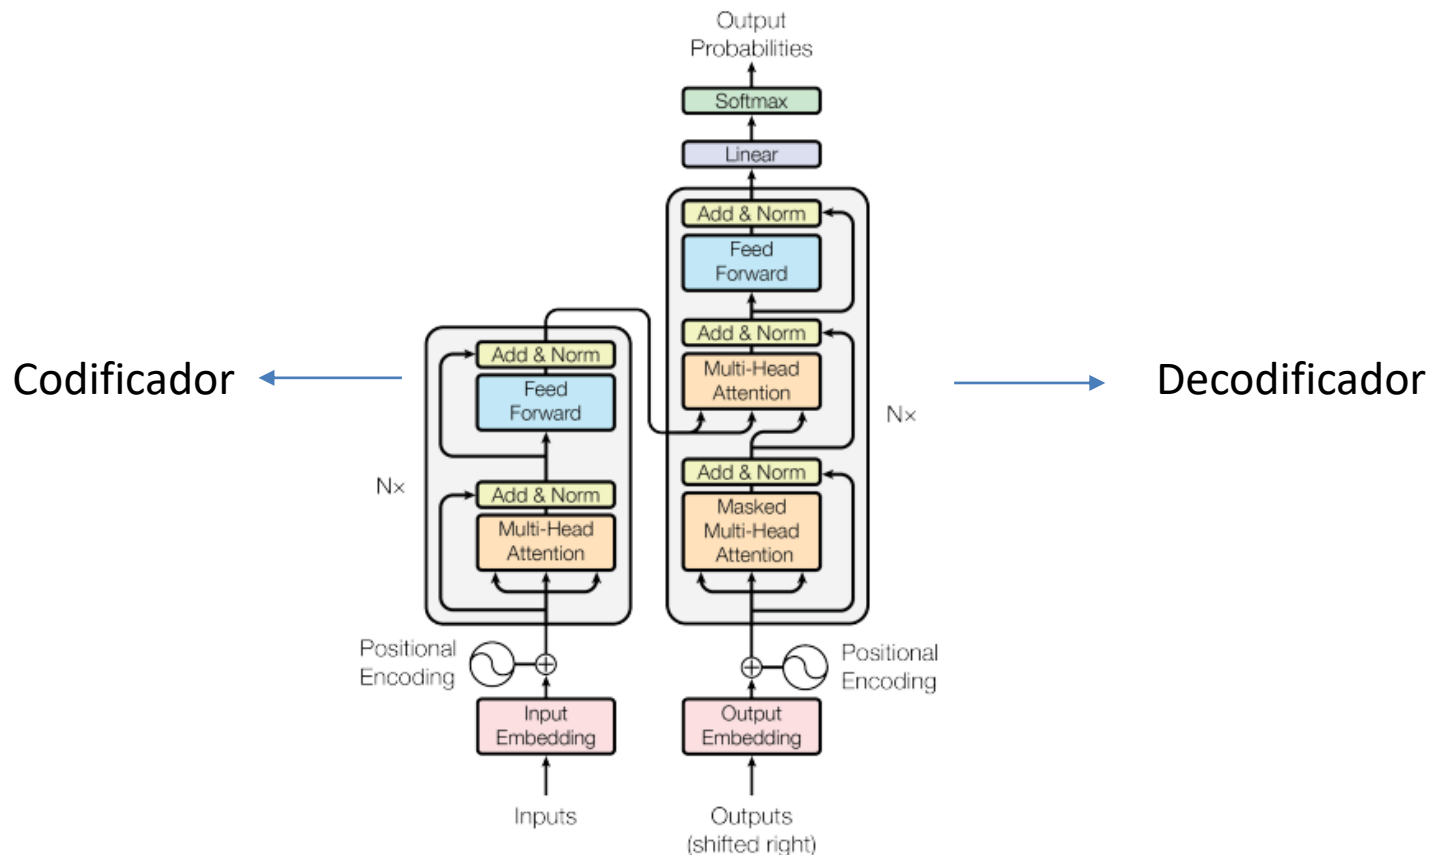 Output
Probabilities
Softmax
Linear
Add & Norm
Feed
Forward
Add & Norm
Multi-Head
Attention
Add & Norm
Masked
Multi-Head
Attention
Nx
Positional
Encoding
Output
Embedding
Outputs
(shifted right)
Decodificador
Codificador
Add & Norm
Feed
Forward
Nx
Add & Norm
Multi-Head
Attention
Positional
Encoding
Input
Embedding
Inputs